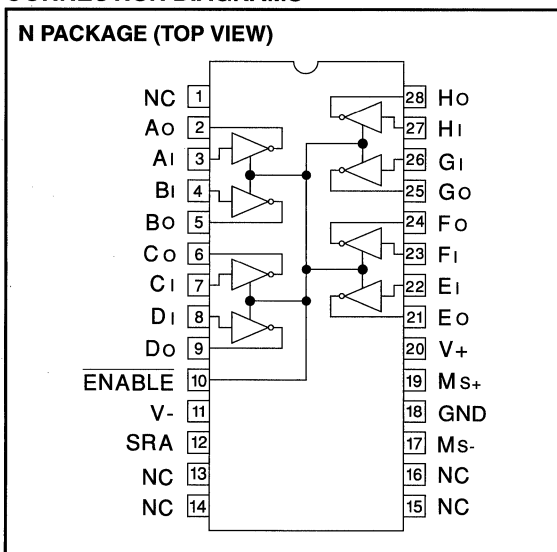 N PACKAGE (TOP VIEW)
NC 1
Ao 2
AI 3
BI 4
Bo 5
Co 6
CI 7
DI 8
Do 9
ENABLE 10
V- 11
SRA 12
NC 13
NC 14
28 Ho
27 HI
26 GI
25 Go
24 Fo
23 FI
22 EI
21 Eo
20 V+
19 Ms+
18 GND
17 Ms-
16 NC
15 NC